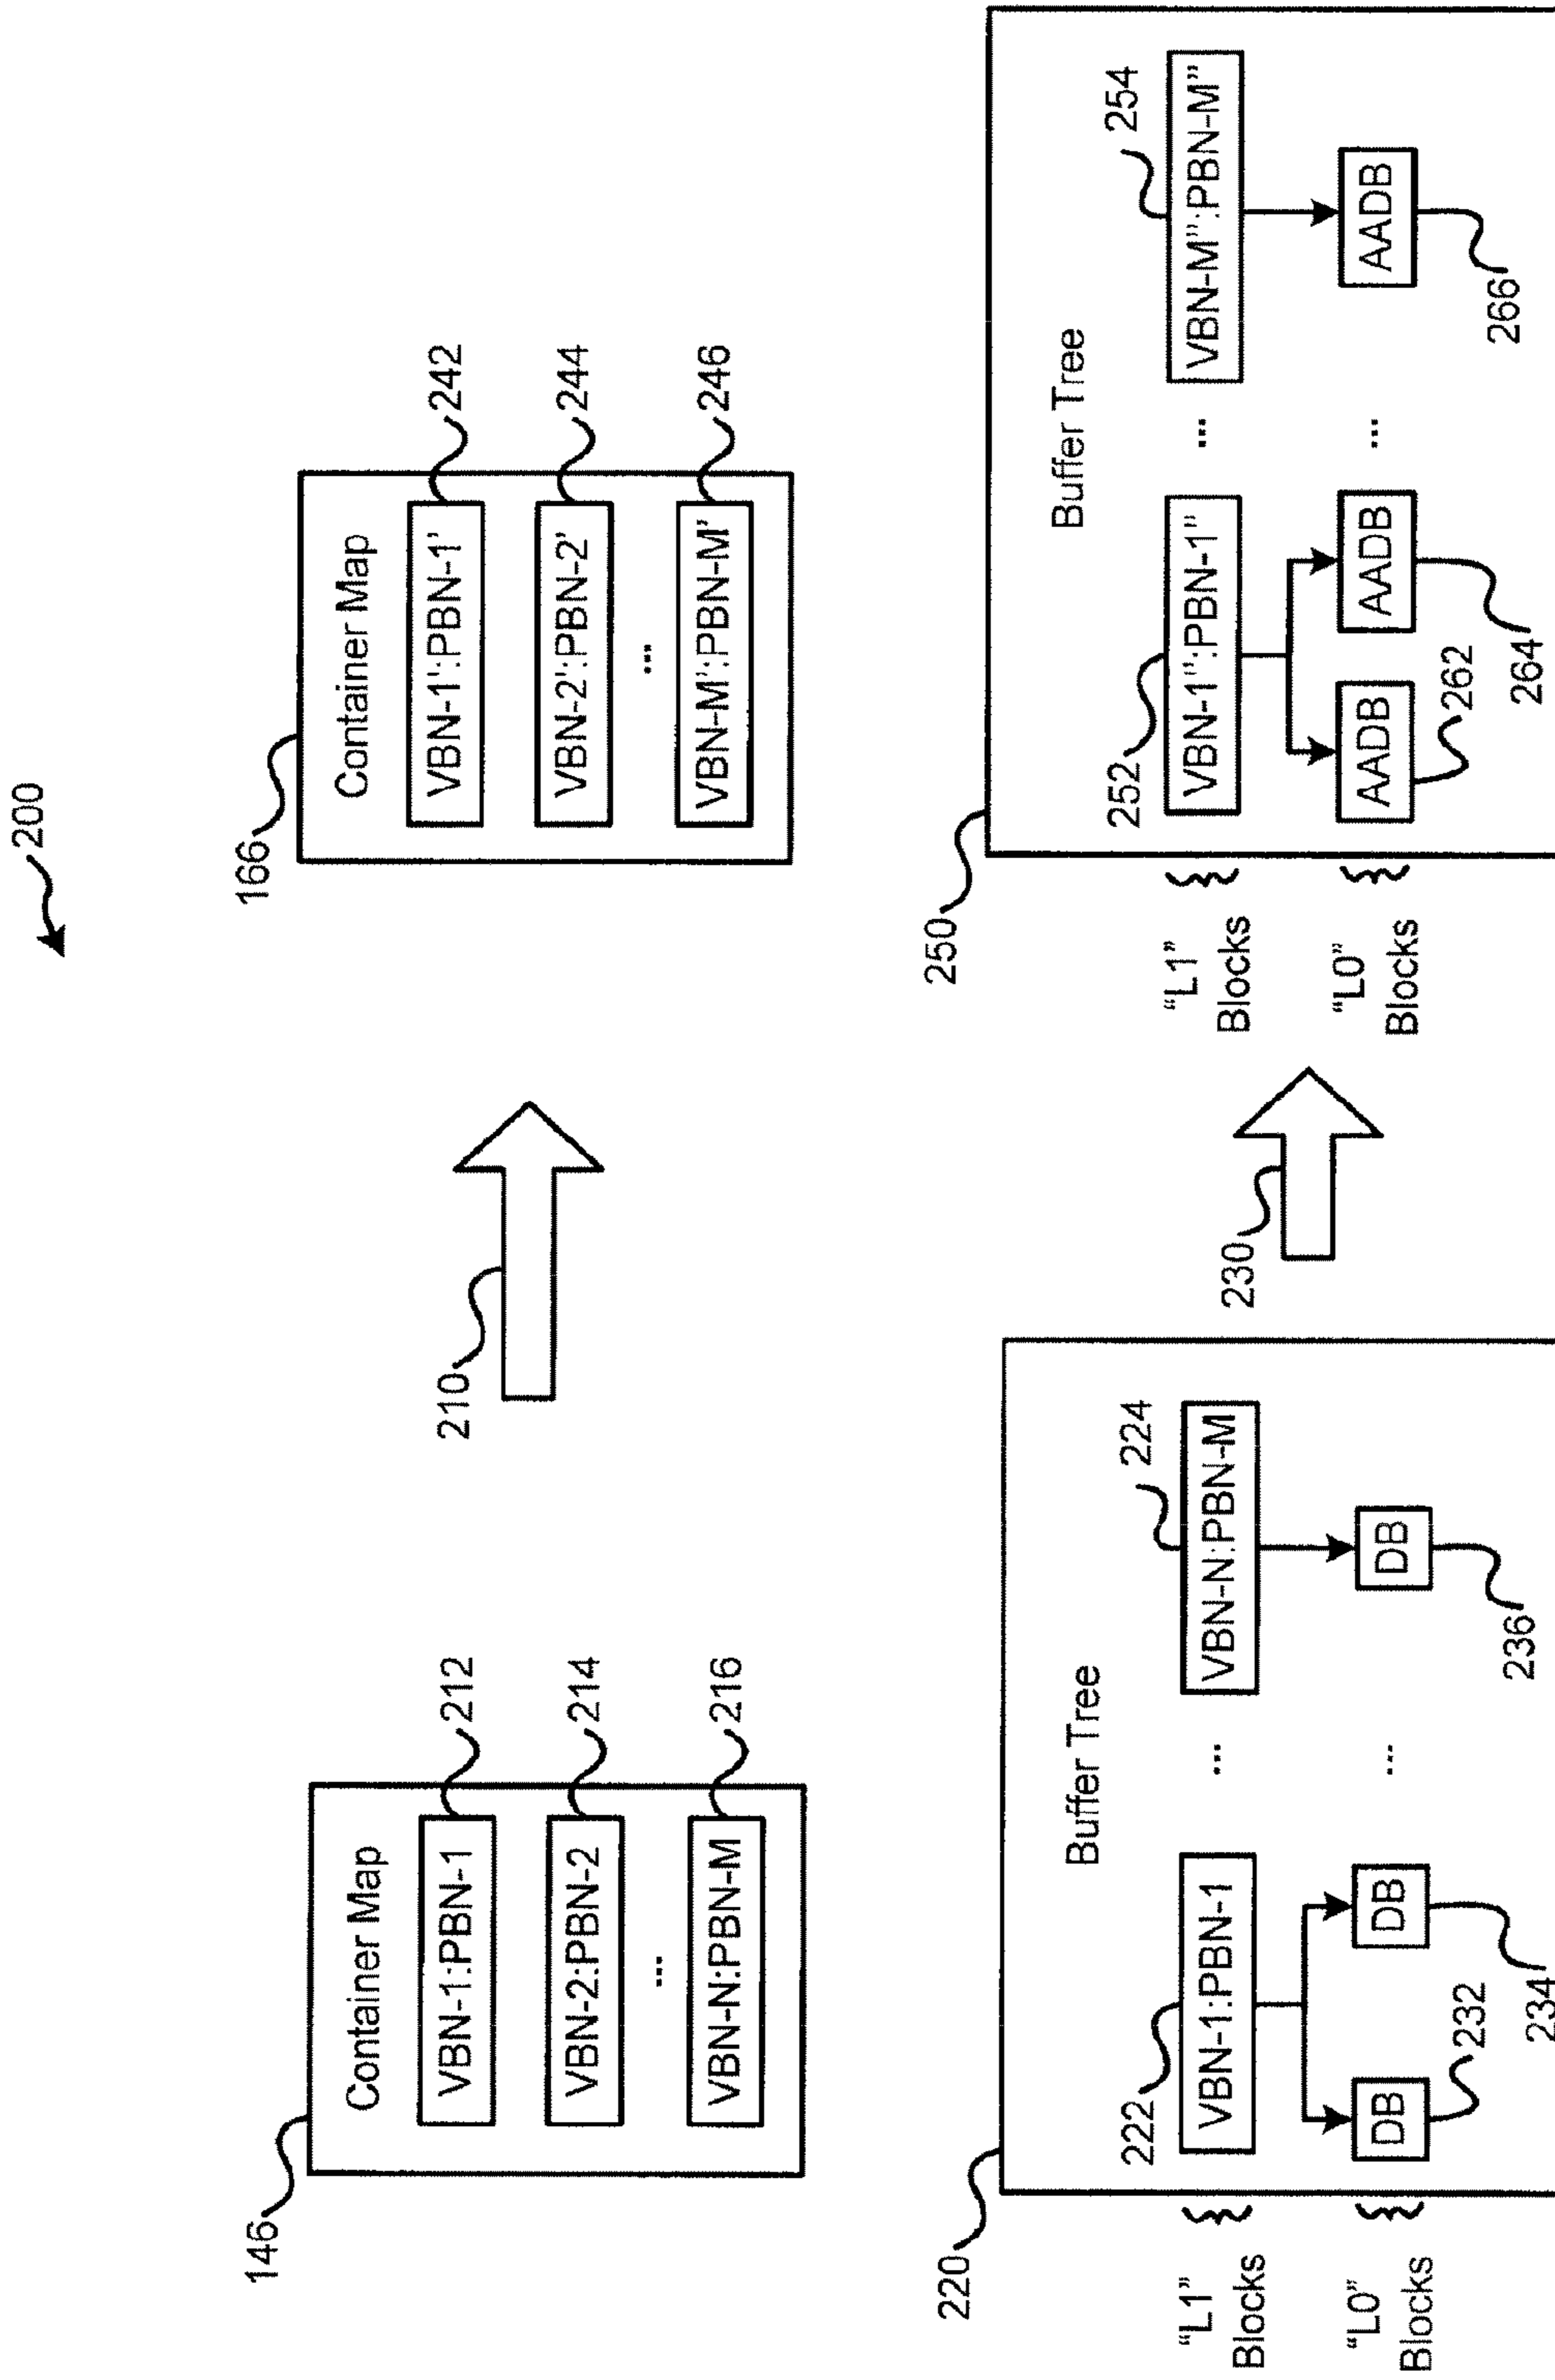 200
146
Container Map
VBN-1:PBN-1
212
VBN-2:PBN-2
214
...
VBN-N:PBN-M
216
210
166
Container Map
VBN-1':PBN-1'
242
VBN-2':PBN-2'
244
...
VBN-M':PBN-M'
246
220
Buffer Tree
"L1"
Blocks
222
VBN-1:PBN-1
...
VBN-N:PBN-M
224
"L0"
Blocks
DB
DB
...
DB
232
234
236
230
250
Buffer Tree
“L1”
Blocks
252
VBN-1”:PBN-1”
...
VBN-M”:PBN-M”
254
“L0”
Blocks
AADB
AADB
...
AADB
262
264
266